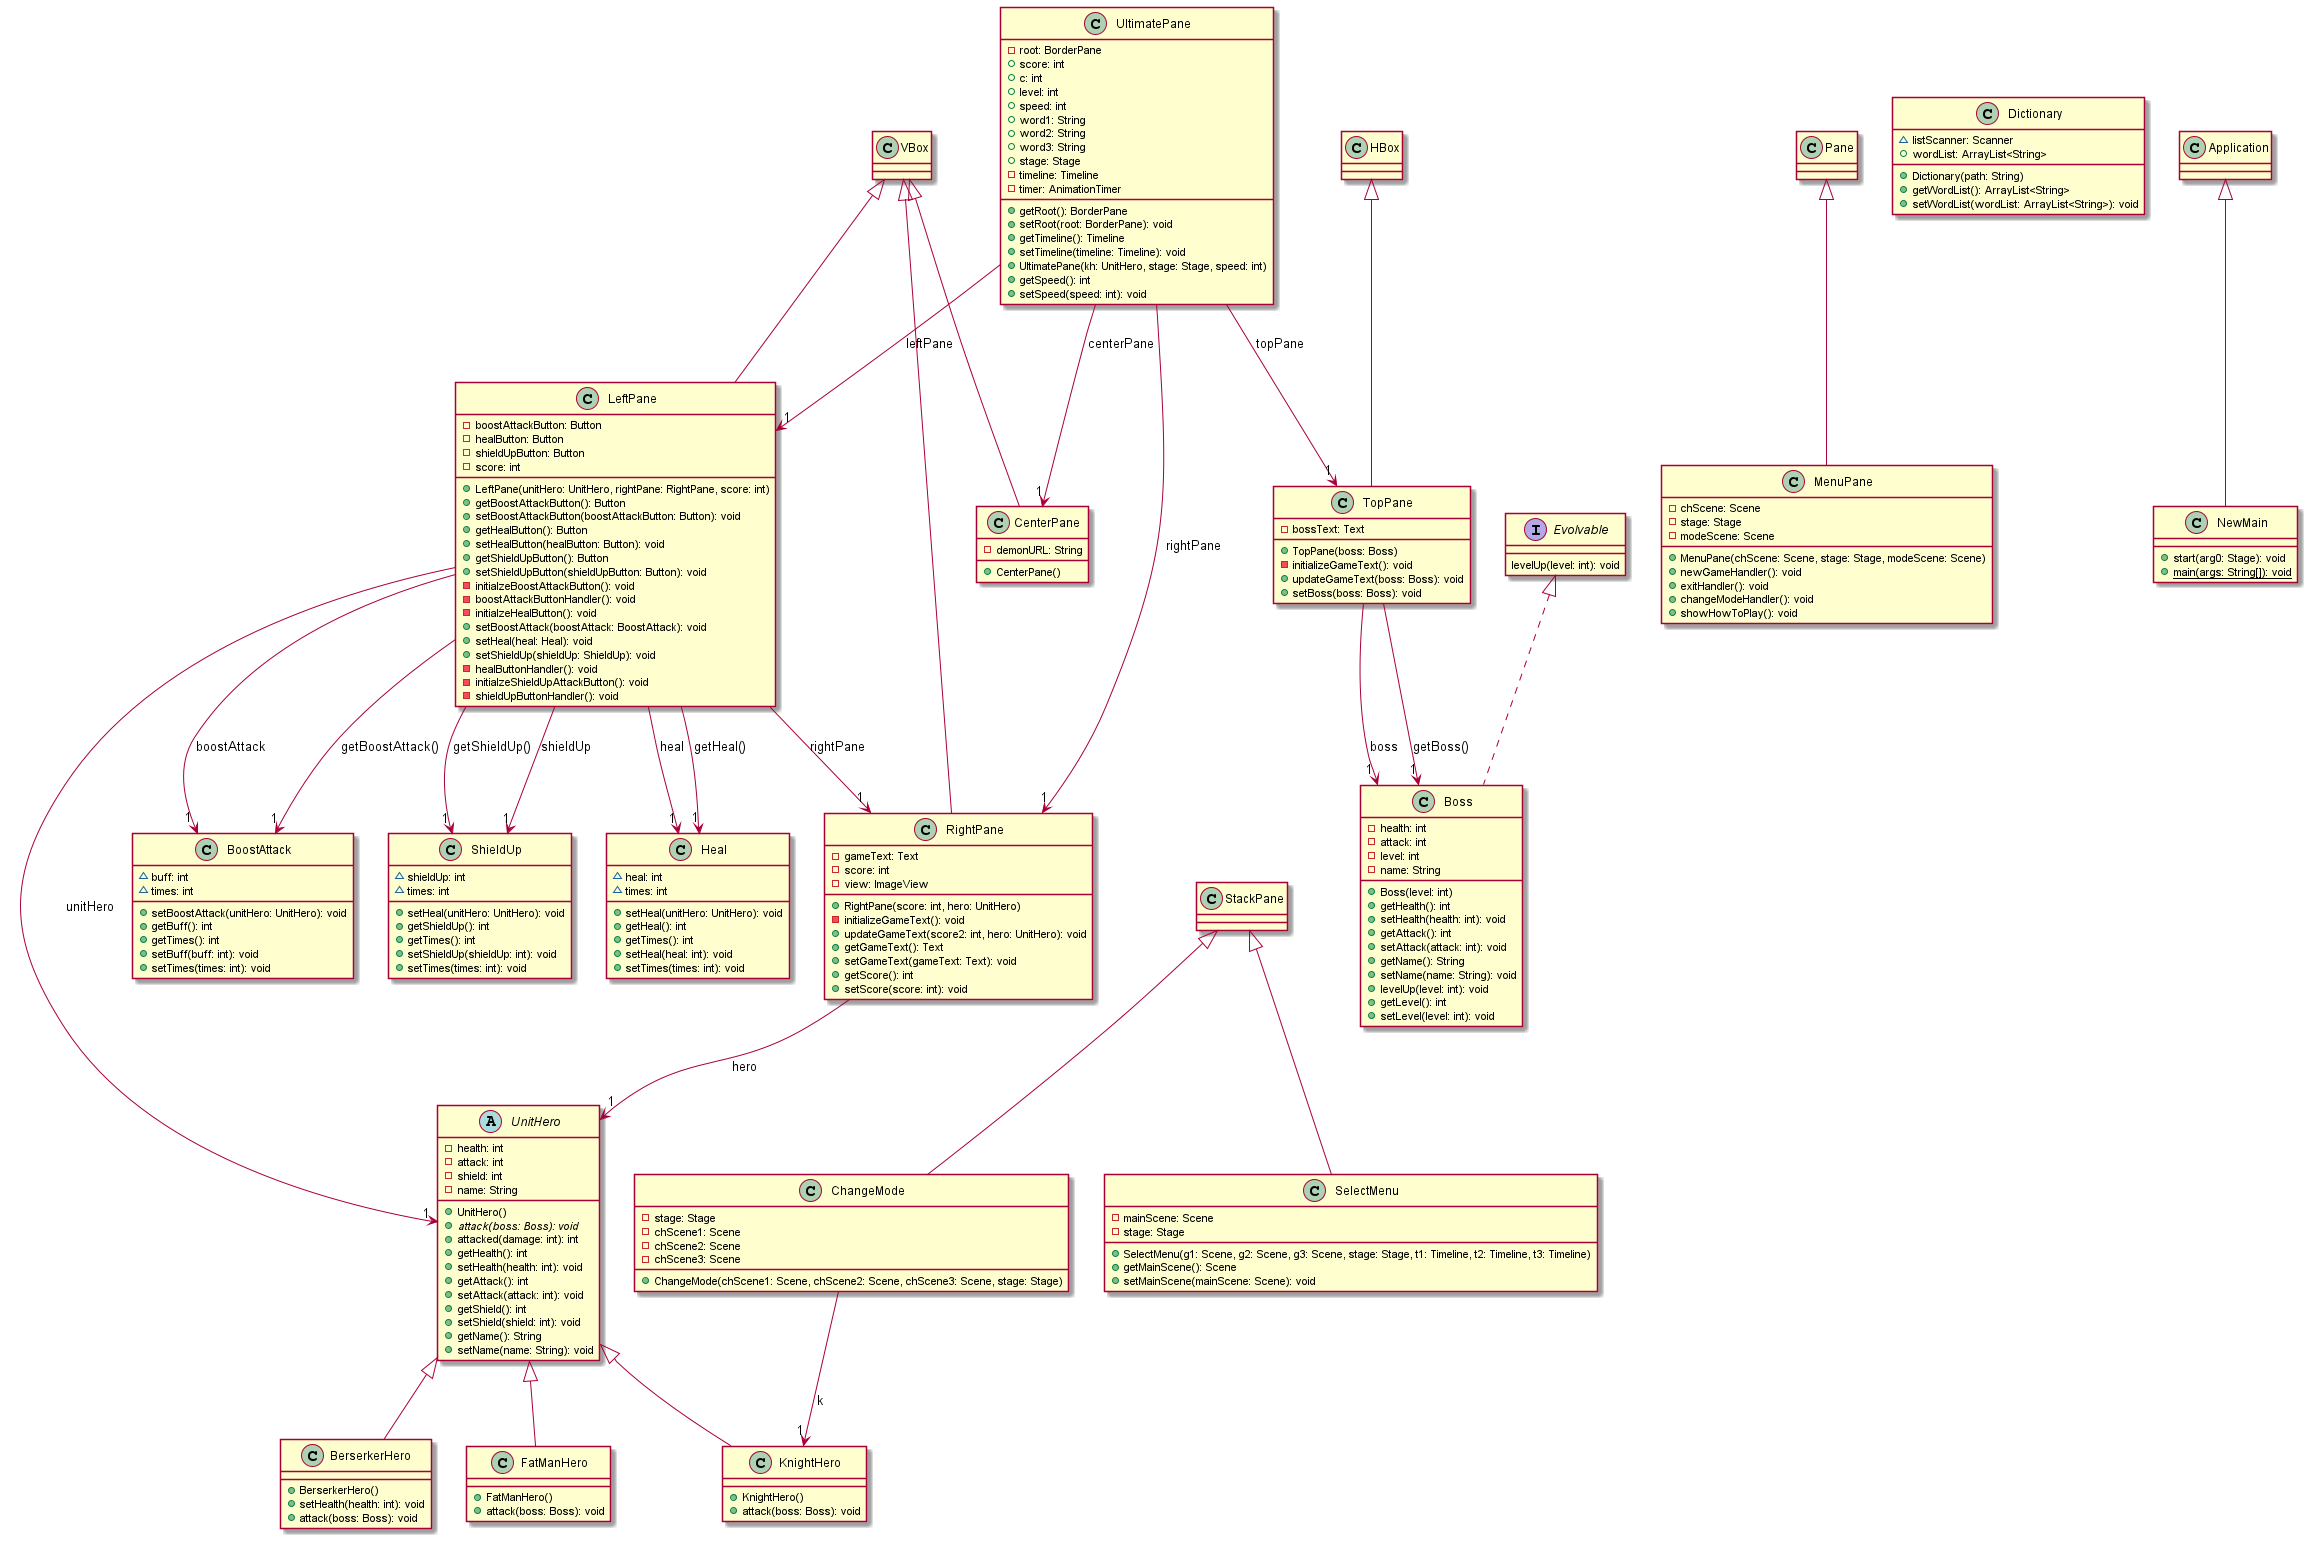 C UltimatePane
root: BorderPane
score: int
c: int
level: int
speed: int
word1: String
word2: String
word3: String
stage: Stage
timeline: Timeline
timer: AnimationTimer
getRoot(): BorderPane
setRoot(root: BorderPane): void
getTimeline(): Timeline
setTimeline(timeline: Timeline): void
UltimatePane(kh: UnitHero, stage: Stage, speed: int)
getSpeed(): int
setSpeed(speed: int): void
C VBox
C HBox
C Pane
C Dictionary
listScanner: Scanner
wordList: ArrayList<String>
Dictionary(path: String)
getWordList(): ArrayList<String>
setWordList(wordList: ArrayList<String>): void
C Application
leftPane
centerPane
rightPane
topPane
1
1
1
1
C LeftPane
boostAttackButton: Button
healButton: Button
shieldUpButton: Button
score: int
LeftPane(unitHero: UnitHero, rightPane: RightPane, score: int)
getBoostAttackButton(): Button
setBoostAttackButton(boostAttackButton: Button): void
getHealButton(): Button
setHealButton(healButton: Button): void
getShieldUpButton(): Button
setShieldUpButton(shieldUpButton: Button): void
initialzeBoostAttackButton(): void
boostAttackButtonHandler(): void
initialzeHealButton(): void
setBoostAttack(boostAttack: BoostAttack): void
setHeal(heal: Heal): void
setShieldUp(shieldUp: ShieldUp): void
healButtonHandler(): void
initialzeShieldUpAttackButton(): void
shieldUpButtonHandler(): void
C CenterPane
demonURL: String
CenterPane()
C TopPane
bossText: Text
TopPane(boss: Boss)
initializeGameText(): void
updateGameText(boss: Boss): void
setBoss(boss: Boss): void
I Evolvable
levelUp(level: int): void
C MenuPane
chScene: Scene
stage: Stage
modeScene: Scene
MenuPane(chScene: Scene, stage: Stage, modeScene: Scene)
newGameHandler(): void
exitHandler(): void
changeModeHandler(): void
showHowToPlay(): void
C NewMain
start(arg0: Stage): void
main(args: String[]): void
unitHero
boostAttack
getBoostAttack()
getShieldUp()
shieldUp
heal
getHeal()
rightPane
boss
getBoss()
1
1
1
1
1
1
1
1
1
C BoostAttack
buff: int
times: int
setBoostAttack(unitHero: UnitHero): void
getBuff(): int
getTimes(): int
setBuff(buff: int): void
setTimes(times: int): void
C ShieldUp
shieldUp: int
times: int
setHeal(unitHero: UnitHero): void
getShieldUp(): int
getTimes(): int
setShieldUp(shieldUp: int): void
setTimes(times: int): void
C Heal
heal: int
times: int
setHeal(unitHero: UnitHero): void
getHeal(): int
getTimes(): int
setHeal(heal: int): void
setTimes(times: int): void
C RightPane
gameText: Text
score: int
view: ImageView
RightPane(score: int, hero: UnitHero)
initializeGameText(): void
updateGameText(score2: int, hero: UnitHero): void
getGameText(): Text
setGameText(gameText: Text): void
getScore(): int
setScore(score: int): void
C StackPane
C Boss
health: int
attack: int
level: int
name: String
Boss(level: int)
getHealth(): int
setHealth(health: int): void
getAttack(): int
setAttack(attack: int): void
getName(): String
setName(name: String): void
levelUp(level: int): void
getLevel(): int
setLevel(level: int): void
hero
1
1
A UnitHero
health: int
attack: int
shield: int
name: String
UnitHero()
attack(boss: Boss): void
attacked(damage: int): int
getHealth(): int
setHealth(health: int): void
getAttack(): int
setAttack(attack: int): void
getShield(): int
setShield(shield: int): void
getName(): String
setName(name: String): void
C ChangeMode
stage: Stage
chScene1: Scene
chScene2: Scene
chScene3: Scene
ChangeMode(chScene1: Scene, chScene2: Scene, chScene3: Scene, stage: Stage)
C SelectMenu
mainScene: Scene
stage: Stage
SelectMenu(g1: Scene, g2: Scene, g3: Scene, stage: Stage, t1: Timeline, t2: Timeline, t3: Timeline)
getMainScene(): Scene
setMainScene(mainScene: Scene): void
k
1
C BerserkerHero
BerserkerHero()
setHealth(health: int): void
attack(boss: Boss): void
C FatManHero
FatManHero()
attack(boss: Boss): void
C KnightHero
KnightHero()
attack(boss: Boss): void